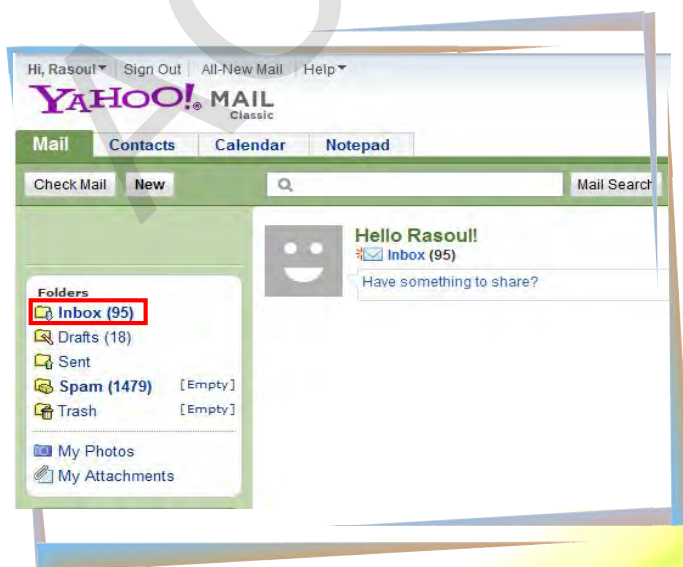 Hi, Rasoul Sign Out All-New Mail Help
YAHOO!® MAIL
Classic
Mail Contacts Calendar Notepad
Check Mail New Mail Search
Hello Rasoul!
Inbox (95)
Have something to share?
Folders
Inbox (95)
Drafts (18)
Sent
Spam (1479) [Empty]
Trash [Empty]
My Photos
My Attachments